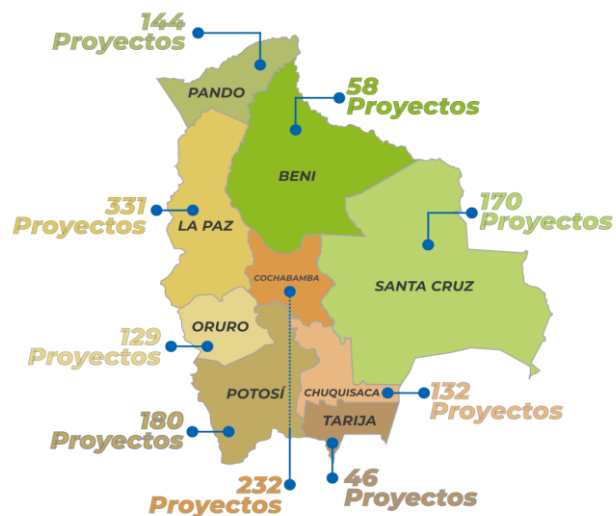 144
Proyectos
PANDO
58
Proyectos
BENI
331
Proyectos
LA PAZ
170
Proyectos
COCHABAMBA
SANTA CRUZ
ORURO
129
Proyectos
POTOSÍ
CHUQUISACA
132
Proyectos
TARIJA
180
Proyectos
232
Proyectos
46
Proyectos